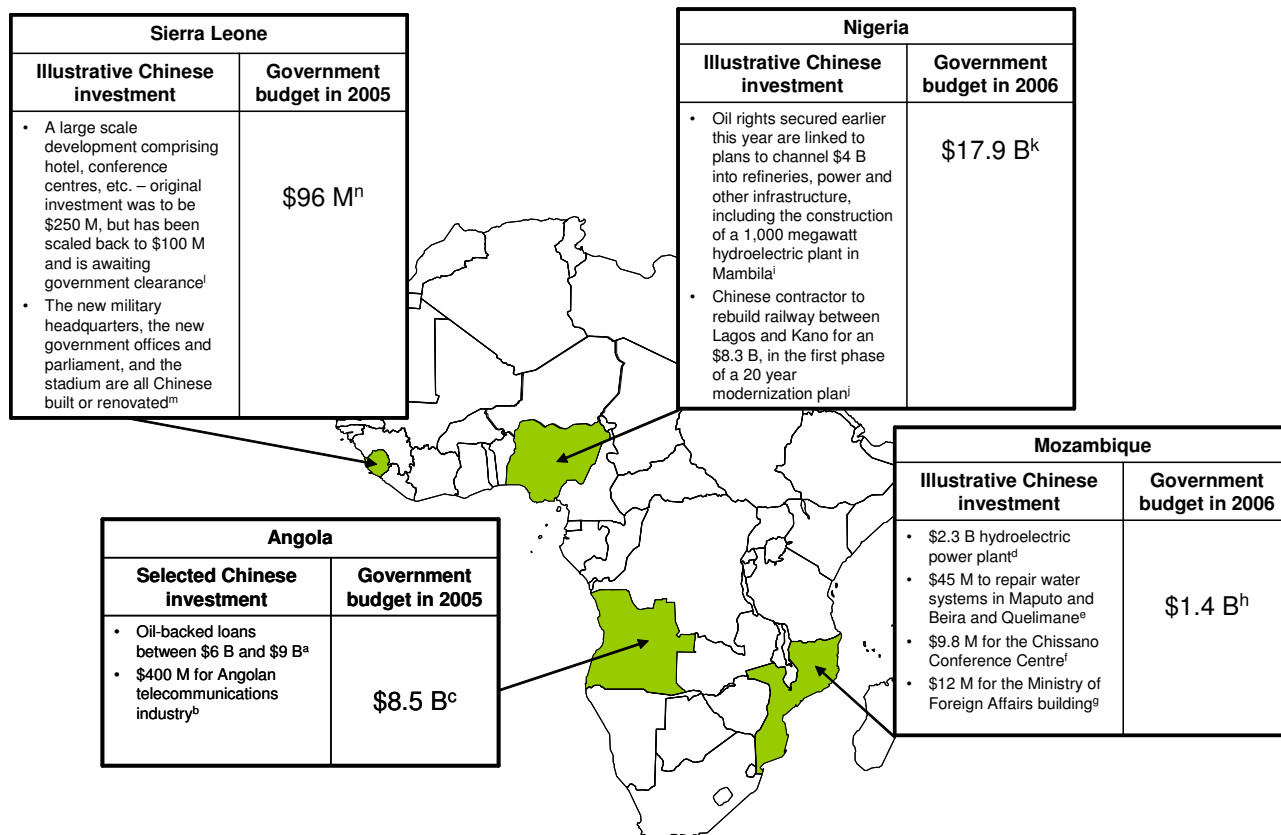 Sierra Leone
Illustrative Chinese
investment
Government
budget in 2005
• A large scale
development comprising
hotel, conference
centres, etc. – original
investment was to be
$250 M, but has been
scaled back to $100 M
and is awaiting
government clearancel
• The new military
headquarters, the new
government offices and
parliament, and the
stadium are all Chinese
built or renovatedm
$96 Mn
Nigeria
Illustrative Chinese
investment
Government
budget in 2006
• Oil rights secured earlier
this year are linked to
plans to channel $4 B
into refineries, power and
other infrastructure,
including the construction
of a 1,000 megawatt
hydroelectric plant in
Mambilai
• Chinese contractor to
rebuild railway between
Lagos and Kano for an
$8.3 B, in the first phase
of a 20 year
modernization planj
$17.9 Bk
Angola
Selected Chinese
investment
Government
budget in 2005
• Oil-backed loans
between $6 B and $9 Ba
• $400 M for Angolan
telecommunications
industryb
$8.5 Bc
Mozambique
Illustrative Chinese
investment
Government
budget in 2006
• $2.3 B hydroelectric
power plantd
• $45 M to repair water
systems in Maputo and
Beira and Quelimanee
• $9.8 M for the Chissano
Conference Centref
• $12 M for the Ministry of
Foreign Affairs buildingg
$1.4 Bh